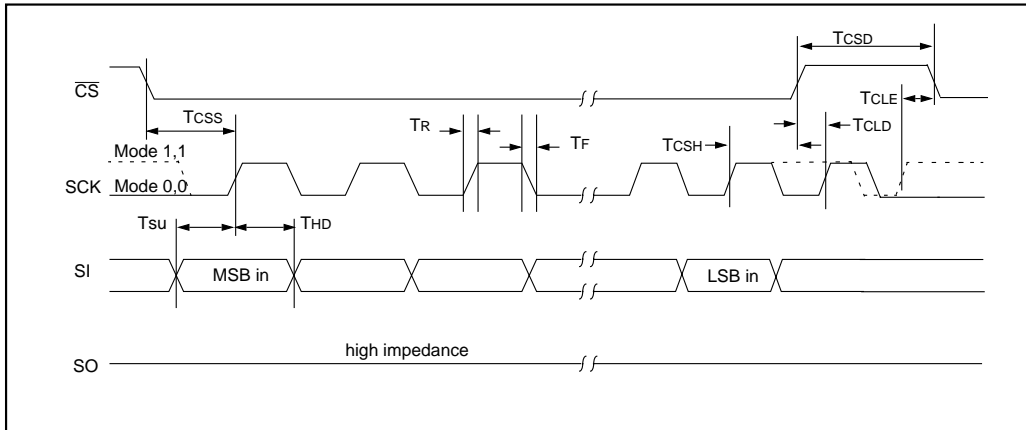 TCSD
CS
TCLE
TCSS
TR
TF
TCSH
TCLD
Mode 1,1
SCK
Mode 0,0
Tsu
THD
SI
MSB in
LSB in
high impedance
SO